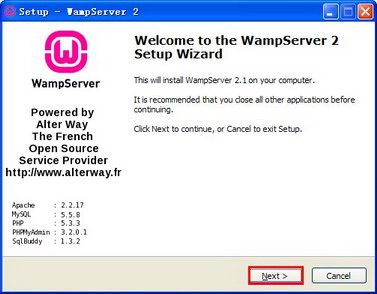 Setup - WampServer 2
WampServer
Powered by
Alter Way
The French
Open Source
Service Provider
http://www.alterway.fr
Apache : 2.2.17
MySQL : 5.5.8
PHP : 5.3.3
PHPMyAdmin : 3.2.0.1
SqlBuddy : 1.3.2
Welcome to the WampServer 2
Setup Wizard
This will install WampServer 2.1 on your computer.
It is recommended that you close all other applications before
continuing.
Click Next to continue, or Cancel to exit Setup.
Next >
Cancel